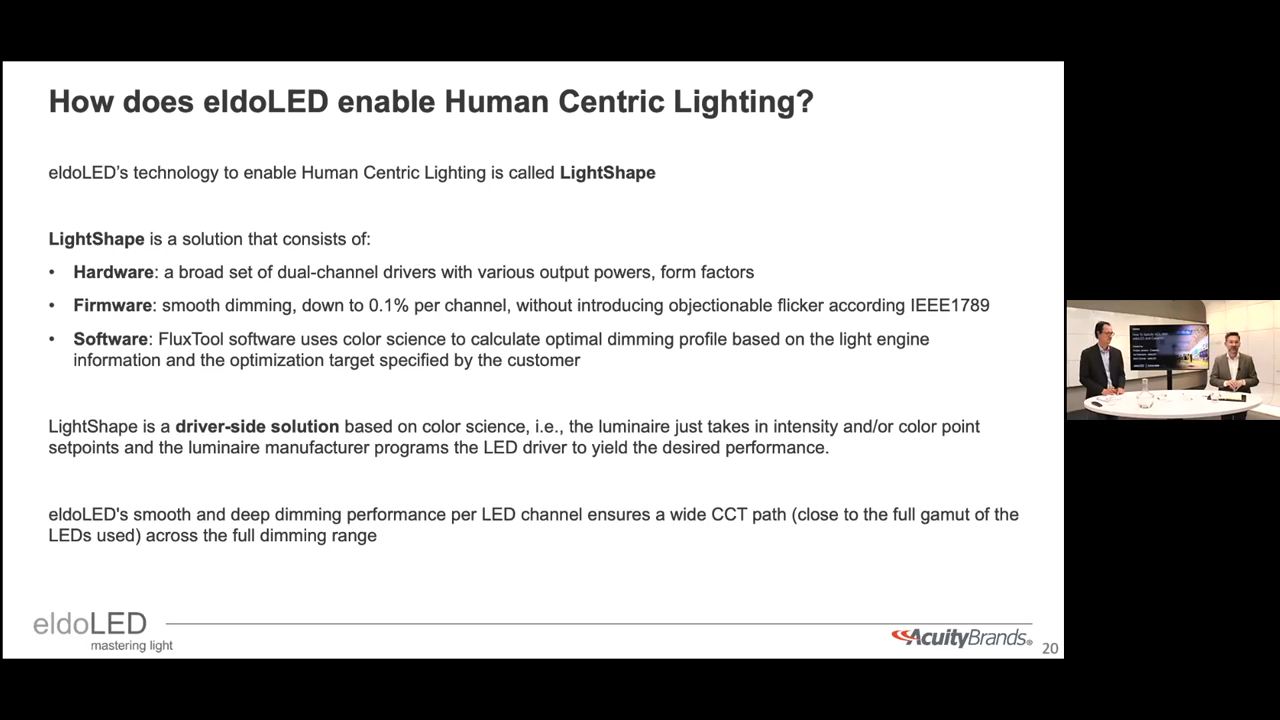 How does eldoLED enable Human Centric Lighting?
eldoLED's technology to enable Human Centric Lighting is called LightShape
LightShape is a solution that consists of:
• Hardware: a broad set of dual-channel drivers with various output powers, form factors
• Firmware: smooth dimming, down to 0.1% per channel, without introducing objectionable flicker according IEEE1789
• Software: FluxTool software uses color science to calculate optimal dimming profile based on the light engine
information and the optimization target specified by the customer
LightShape is a driver-side solution based on color science, i.e., the luminaire just takes in intensity and/or color point
setpoints and the luminaire manufacturer programs the LED driver to yield the desired performance.
eldoLED's smooth and deep dimming performance per LED channel ensures a wide CCT path (close to the full gamut of the
LEDs used) across the full dimming range
eldoLED
mastering light
AcuityBrands®
20